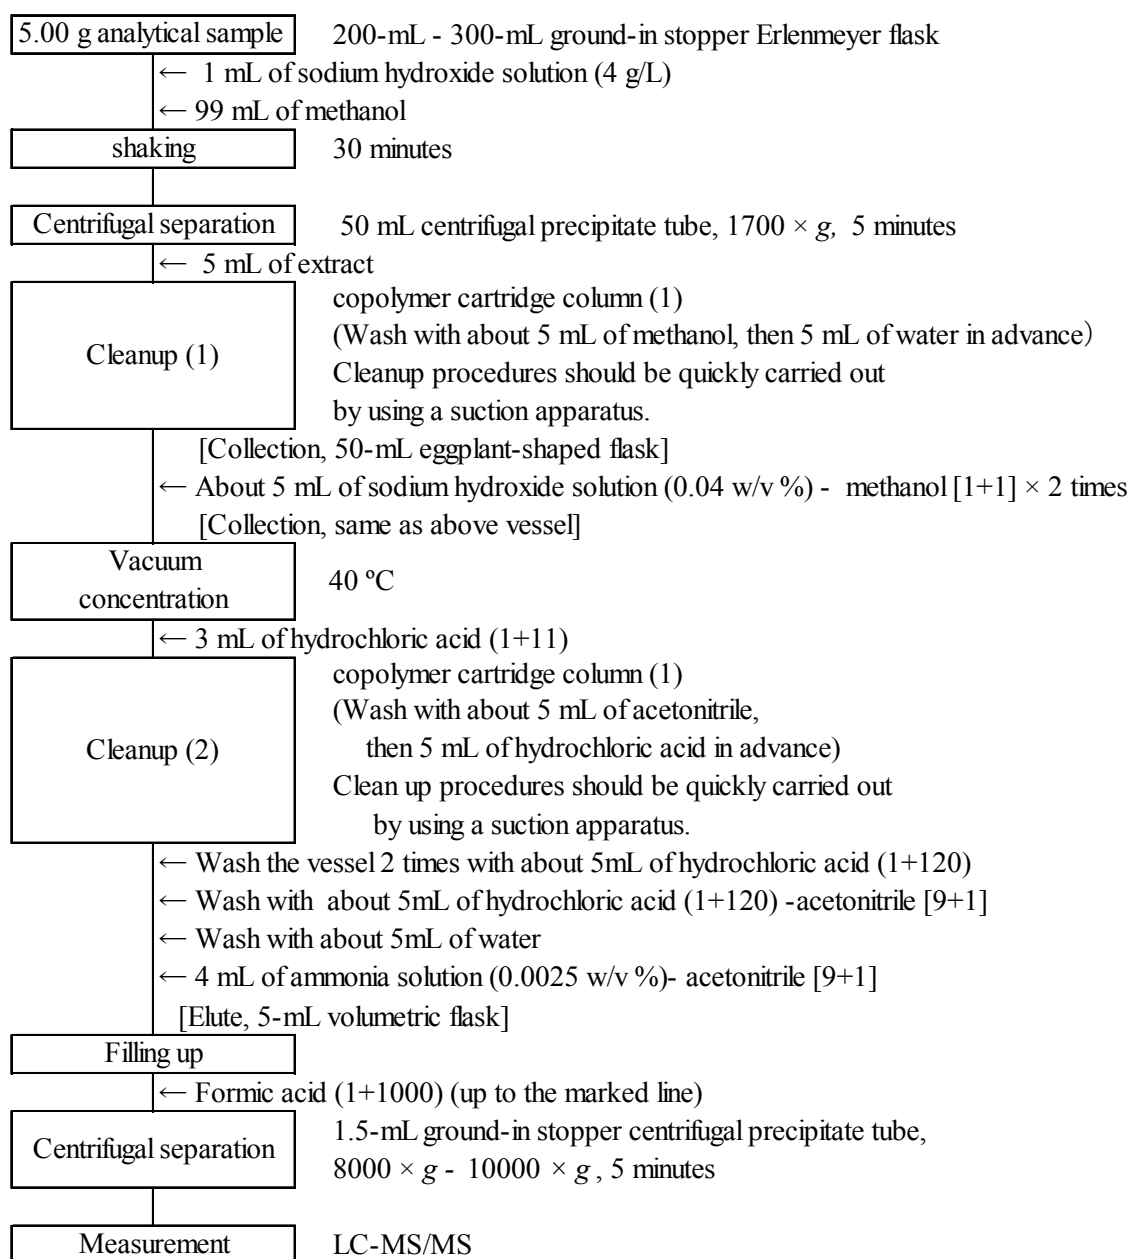 5.00 g analytical sample 200-mL - 300-mL ground-in stopper Erlenmeyer flask
← 1 mL of sodium hydroxide solution (4 g/L)
← 99 mL of methanol
shaking 30 minutes
Centrifugal separation 50 mL centrifugal precipitate tube, 1700 × g, 5 minutes
← 5 mL of extract
Cleanup (1)
copolymer cartridge column (1)
(Wash with about 5 mL of methanol, then 5 mL of water in advance)
Cleanup procedures should be quickly carried out
by using a suction apparatus.
[Collection, 50-mL eggplant-shaped flask]
← About 5 mL of sodium hydroxide solution (0.04 w/v %) - methanol [1+1] × 2 times
[Collection, same as above vessel]
Vacuum
concentration
40 ºC
← 3 mL of hydrochloric acid (1+11)
Cleanup (2)
copolymer cartridge column (1)
(Wash with about 5 mL of acetonitrile,
then 5 mL of hydrochloric acid in advance)
Clean up procedures should be quickly carried out
by using a suction apparatus.
← Wash the vessel 2 times with about 5mL of hydrochloric acid (1+120)
← Wash with about 5mL of hydrochloric acid (1+120) -acetonitrile [9+1]
← Wash with about 5mL of water
← 4 mL of ammonia solution (0.0025 w/v %)- acetonitrile [9+1]
[Elute, 5-mL volumetric flask]
Filling up
← Formic acid (1+1000) (up to the marked line)
Centrifugal separation
1.5-mL ground-in stopper centrifugal precipitate tube,
8000 × g - 10000 × g , 5 minutes
Measurement LC-MS/MS